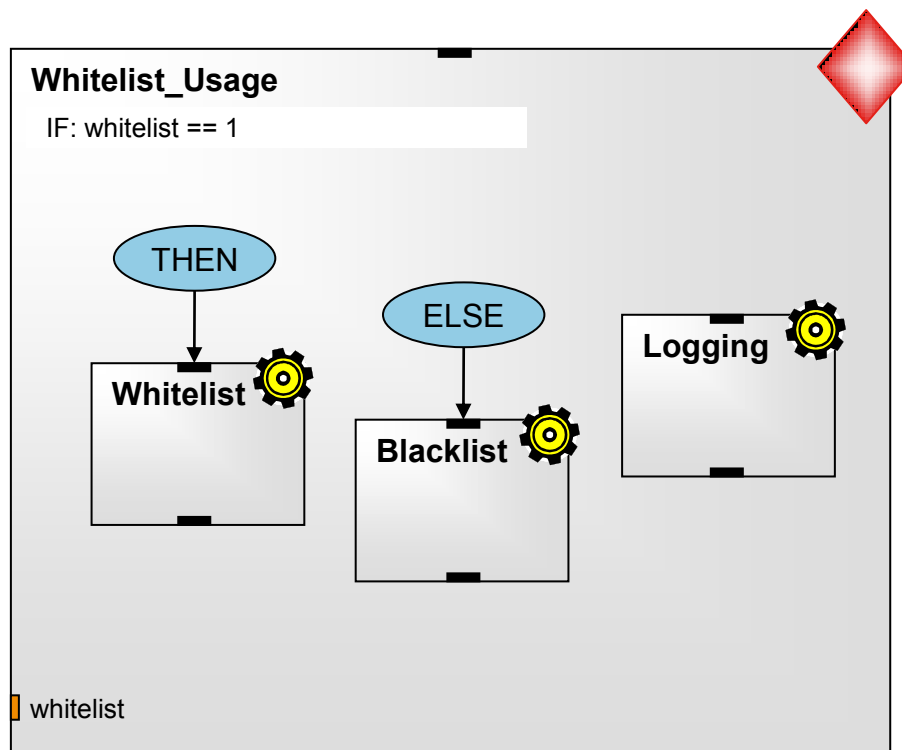 Whitelist_Usage
IF: whitelist == 1
THEN
ELSE
Whitelist
Blacklist
Logging
whitelist